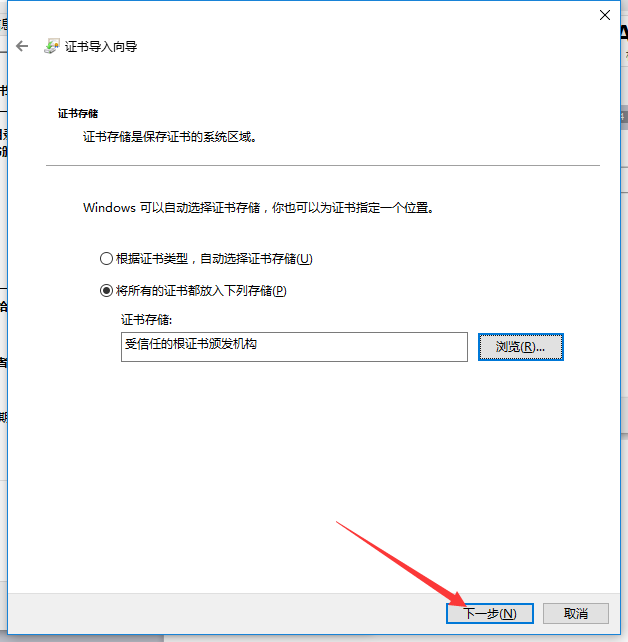 证书导入向导
证书存储
证书存储是保存证书的系统区域。
Windows 可以自动选择证书存储，你也可以为证书指定一个位置。
根据证书类型，自动选择证书存储(U)
将所有的证书都放入下列存储(P)
证书存储:
受信任的根证书颁发机构
浏览(R)...
下一步(N)
取消